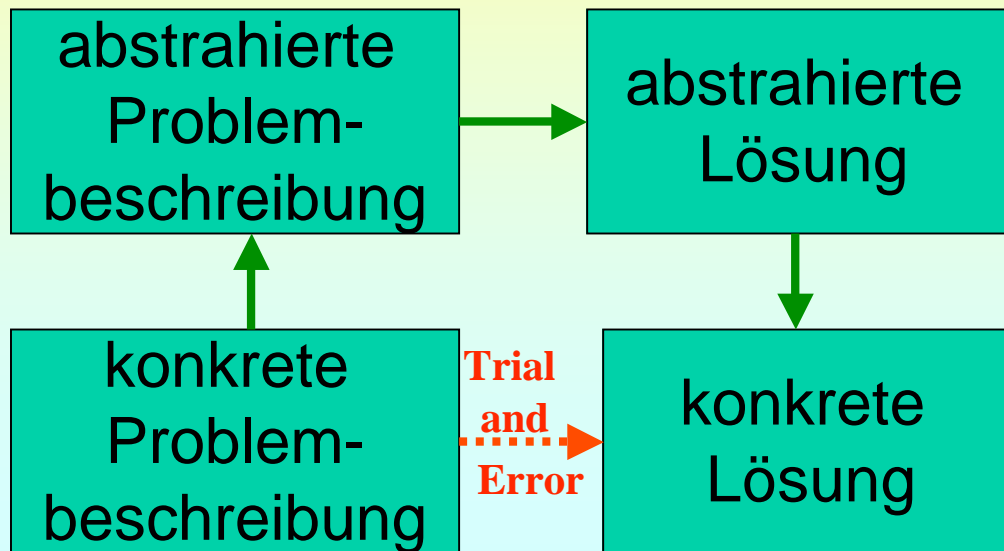 abstrahierte
Problem-
beschreibung
abstrahierte
Lösung
konkrete
Problem-
beschreibung
Trial
and
Error
konkrete
Lösung